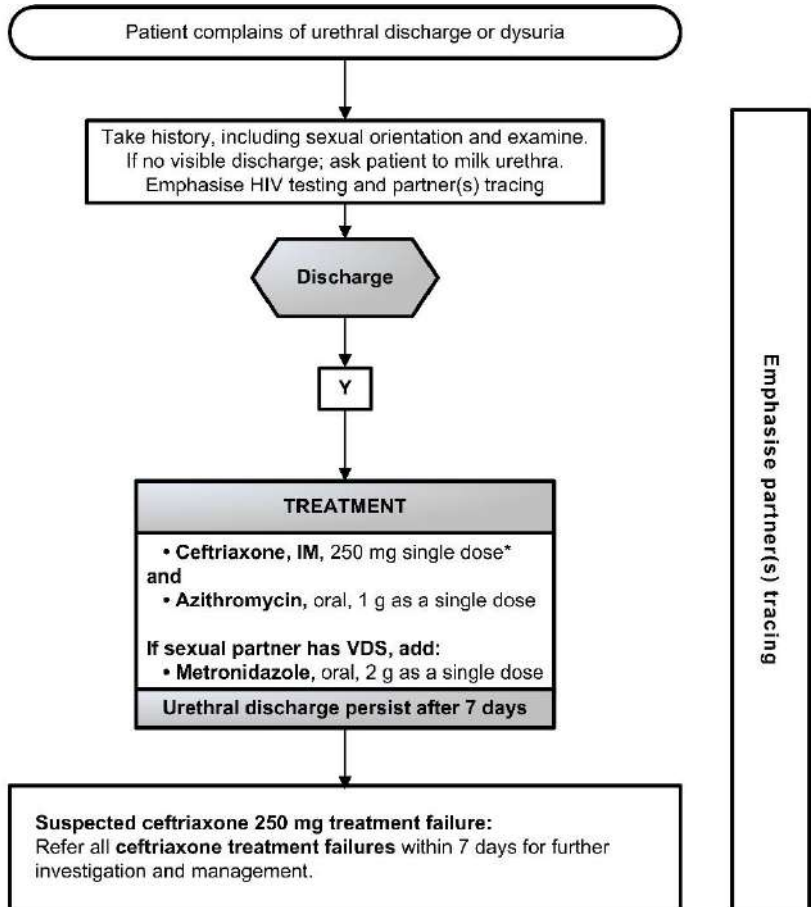 Patient complains of urethral discharge or dysuria
Take history, including sexual orientation and examine.
If no visible discharge; ask patient to milk urethra.
Emphasise HIV testing and partner(s) tracing
Discharge
Y
TREATMENT
• Ceftriaxone, IM, 250 mg single dose*
and
• Azithromycin, oral, 1 g as a single dose
If sexual partner has VDS, add:
• Metronidazole, oral, 2 g as a single dose
Urethral discharge persist after 7 days
Suspected ceftriaxone 250 mg treatment failure:
Refer all ceftriaxone treatment failures within 7 days for further
investigation and management.
Emphasise partner(s) tracing